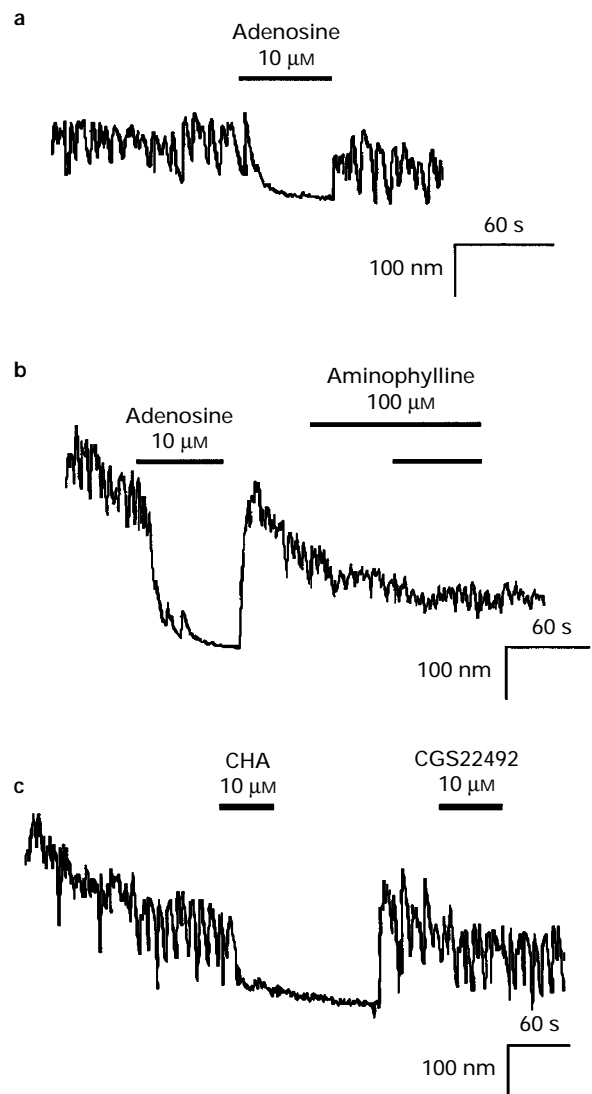 a
Adenosine
10 µM
60 s
100 nm
b
Aminophylline
100 µM
Adenosine
10 µM
60 s
100 nm
c
CHA
10 µM
CGS22492
10 µM
60 s
100 nm